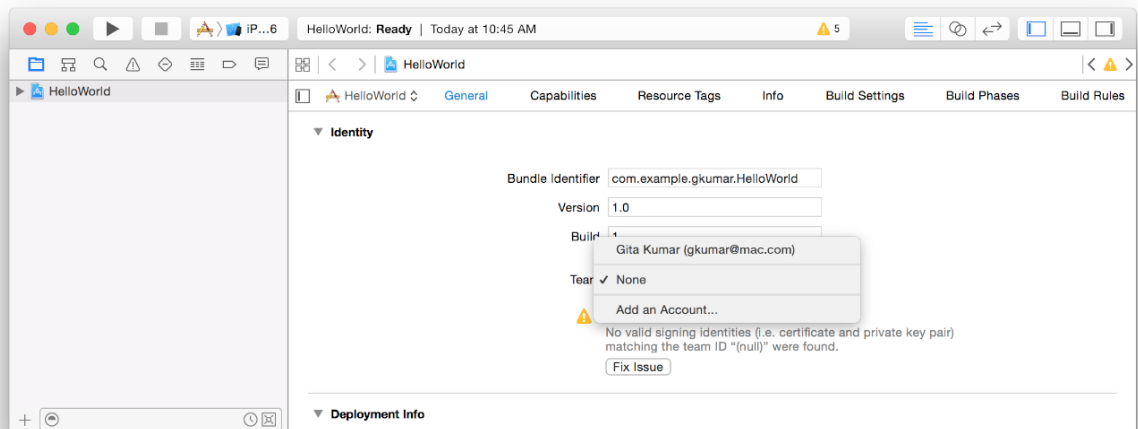 iP...6
HelloWorld: Ready | Today at 10:45 AM
5
HelloWorld
HelloWorld
HelloWorld
General
Capabilities
Resource Tags
Info
Build Settings
Build Phases
Build Rules
Identity
Bundle Identifier com.example.gkumar.HelloWorld
Version 1.0
Build 1
Gita Kumar (gkumar@mac.com)
Team ✓ None
Add an Account...
No valid signing identities (i.e. certificate and private key pair)
matching the team ID “(null)” were found.
Fix Issue
Deployment Info